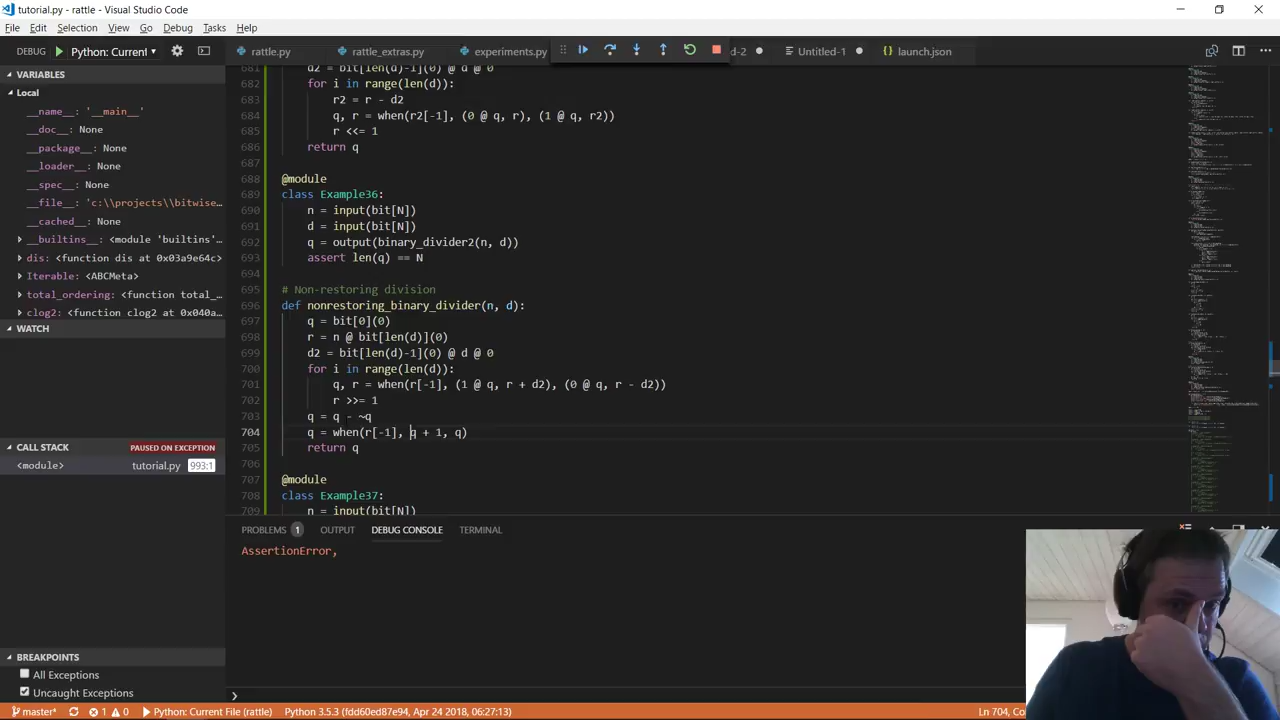 tutorial.py - rattle - Visual Studio Code
File Edit Selection View Go Debug Tasks Help
DEBUG Python: Current rattle.py rattle_extras.py experiments.py d-2 Untitled-1 launch.json
VARIABLES
Local
__name__: '__main__'
__doc__: None
__package__: None
__loader__: None
__spec__: None
__file__: 'c:\\projects\\bitwise…
__cached__: None
__builtins__: <module 'builtins'…
dis: <function dis at 0x03a9e64c>
Iterable: <ABCMeta>
total_ordering: <function total_…
clog2: <function clog2 at 0x040a…
WATCH
CALL STACK PAUSED ON EXCEPTION
<module> tutorial.py 993:1
BREAKPOINTS
All Exceptions
Uncaught Exceptions
681 d2 = bit[len(d)-1](0) @ d @ 0
682 for i in range(len(d)):
683 r2 = r - d2
684 q, r = when(r2[-1], (0 @ q, r), (1 @ q, r2))
685 r <<= 1
686 return q
687
688 @module
689 class Example36:
690 n = input(bit[N])
691 d = input(bit[N])
692 q = output(binary_divider2(n, d))
693 assert len(q) == N
694
695 # Non-restoring division
696 def nonrestoring_binary_divider(n, d):
697 q = bit[0](0)
698 r = n @ bit[len(d)](0)
699 d2 = bit[len(d)-1](0) @ d @ 0
700 for i in range(len(d)):
701 q, r = when(r[-1], (1 @ q, r + d2), (0 @ q, r - d2))
702 r >>= 1
703 q = q - ~q
704 q = when(r[-1], q + 1, q)
705 return q
706
707 @module
708 class Example37:
709 n = input(bit[N])
PROBLEMS 1 OUTPUT DEBUG CONSOLE TERMINAL
AssertionError,
master* 1 0 Python: Current File (rattle) Python 3.5.3 (fdd60ed87e94, Apr 24 2018, 06:27:13) Ln 704,